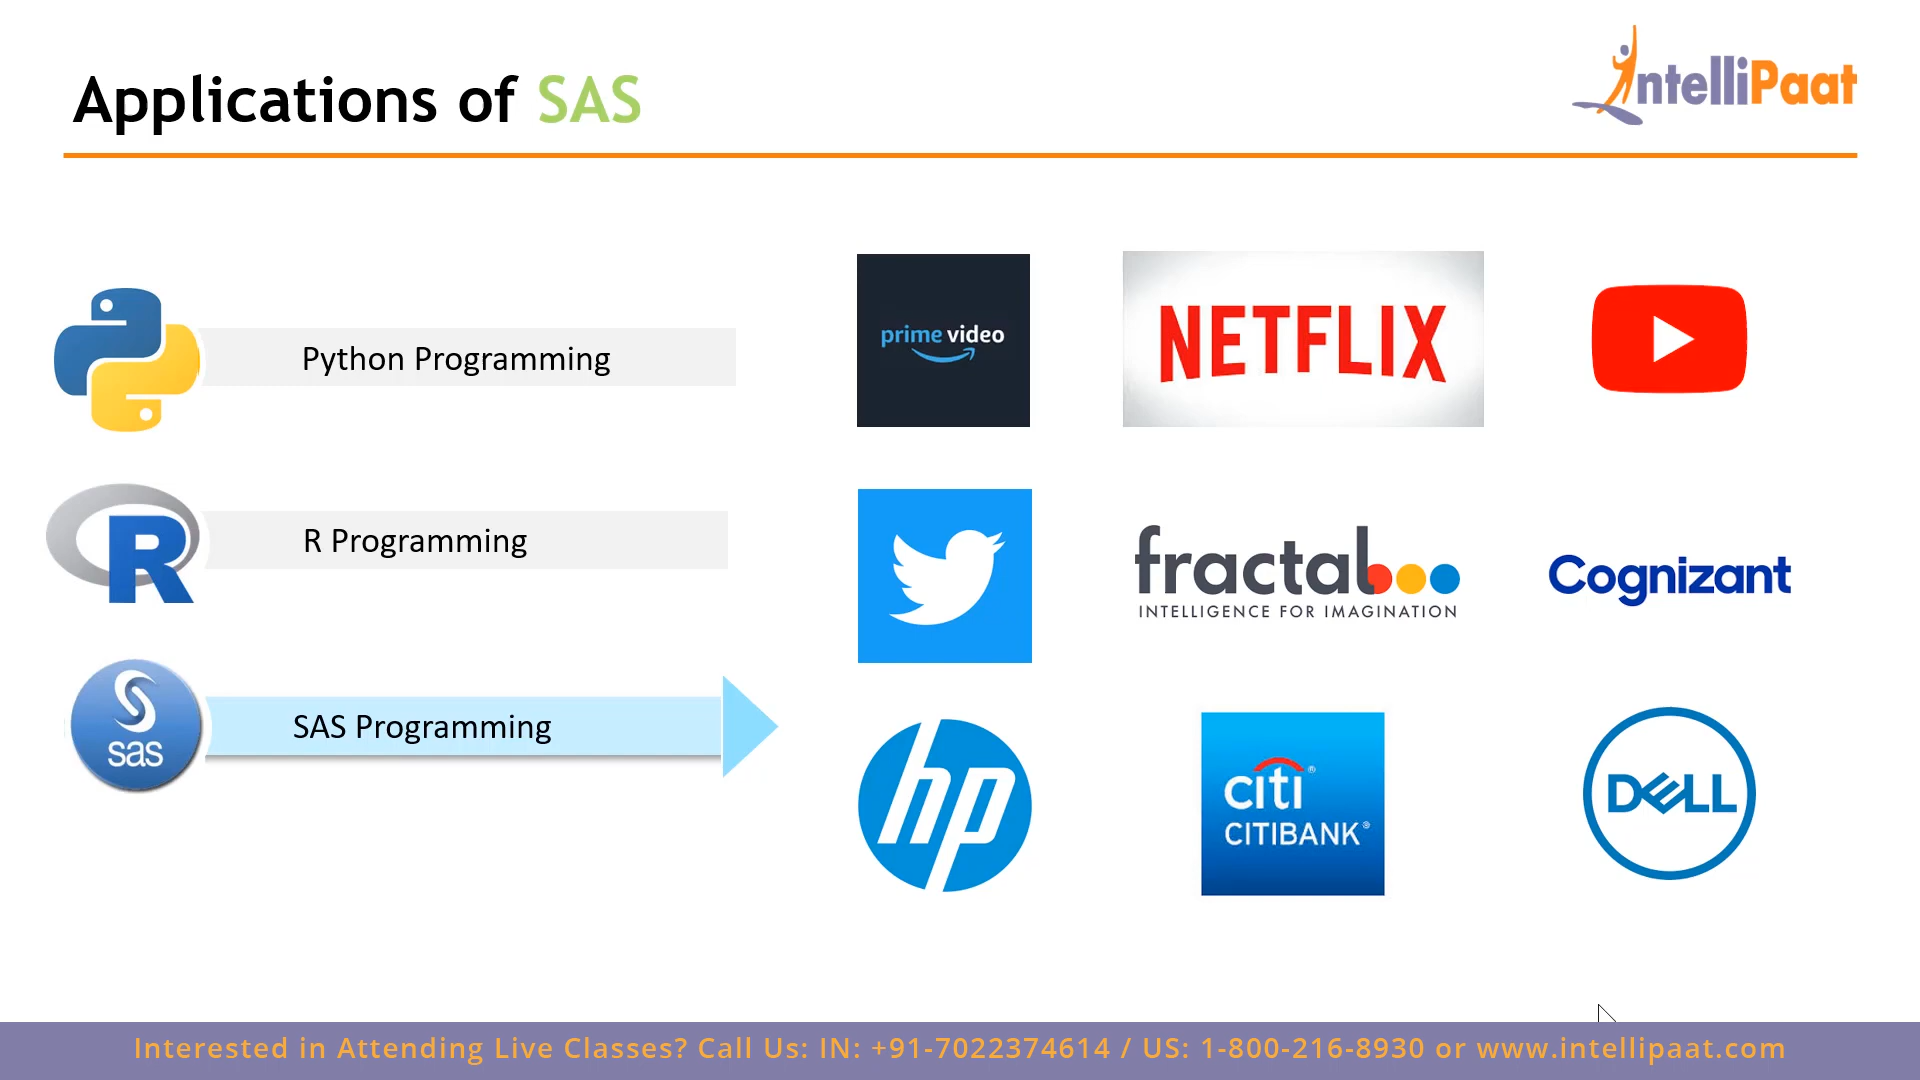 Applications of SAS
IntelliPaat
Python Programming
R Programming
sas
SAS Programming
prime video
NETFLIX
fractal
INTELLIGENCE FOR IMAGINATION
Cognizant
hp
citi®
CITIBANK®
DELL
Interested in Attending Live Classes? Call Us: IN: +91-7022374614 / US: 1-800-216-8930 or www.intellipaat.com